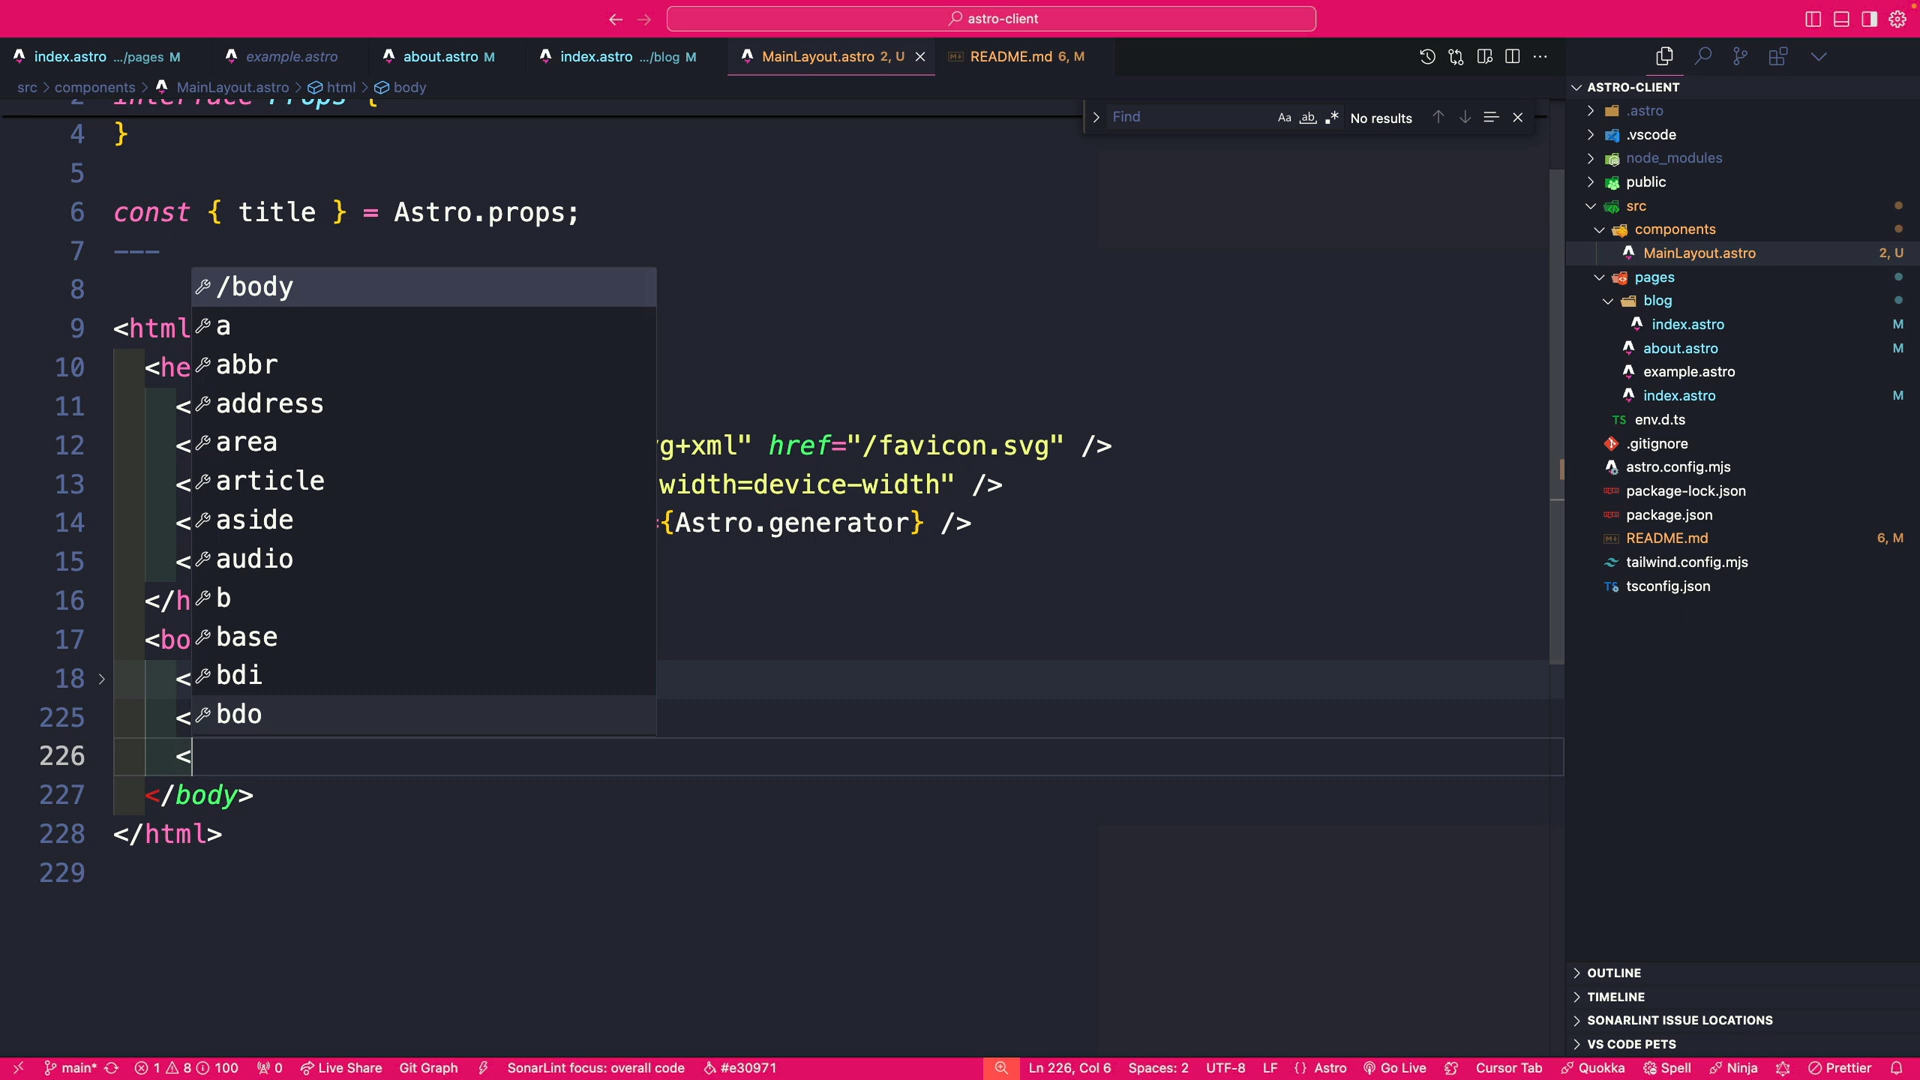 astro-client
index.astro .../pages M
example.astro
about.astro M
index.astro .../blog M
MainLayout.astro 2, U
README.md 6, M
src > components > MainLayout.astro > html > body
2 interface Props {
4 }
5
6 const { title } = Astro.props;
7 ---
8
9 <html
10 <he
11 <
12 < g+xml" href="/favicon.svg" />
13 < width=device-width" />
14 < ={Astro.generator} />
15 <
16 </h
17 <bo
18 <
225 <
226 <
227 </body>
228 </html>
229
/body
a
abbr
address
area
article
aside
audio
b
base
bdi
bdo
Find
Aa ab .* No results
ASTRO-CLIENT
.astro
.vscode
node_modules
public
src
components
MainLayout.astro 2, U
pages
blog
index.astro M
about.astro M
example.astro
index.astro M
TS env.d.ts
.gitignore
astro.config.mjs
package-lock.json
package.json
README.md 6, M
tailwind.config.mjs
tsconfig.json
OUTLINE
TIMELINE
SONARLINT ISSUE LOCATIONS
VS CODE PETS
main* 1 8 100 0 Live Share Git Graph SonarLint focus: overall code #e30971 Ln 226, Col 6 Spaces: 2 UTF-8 LF {} Astro Go Live Cursor Tab Quokka Spell Ninja Prettier